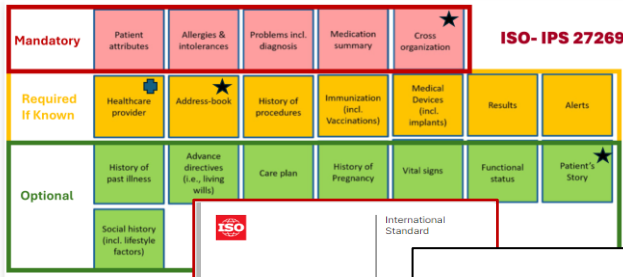 Mandatory
Patient
attributes
Allergies &
intolerances
Problems incl.
diagnosis
Medication
summary
Cross
organization
ISO- IPS 27269
Required
If Known
Healthcare
provider
Address-book
History of
procedures
Immunization
(incl.
Vaccinations)
Medical
Devices
(incl.
implants)
Results
Alerts
Optional
History of
past illness
Advance
directives
(i.e., living
wills)
Care plan
History of
Pregnancy
Vital signs
Functional
status
Patient's
Story
Social history
(incl. lifestyle
factors)
ISO
International
Standard